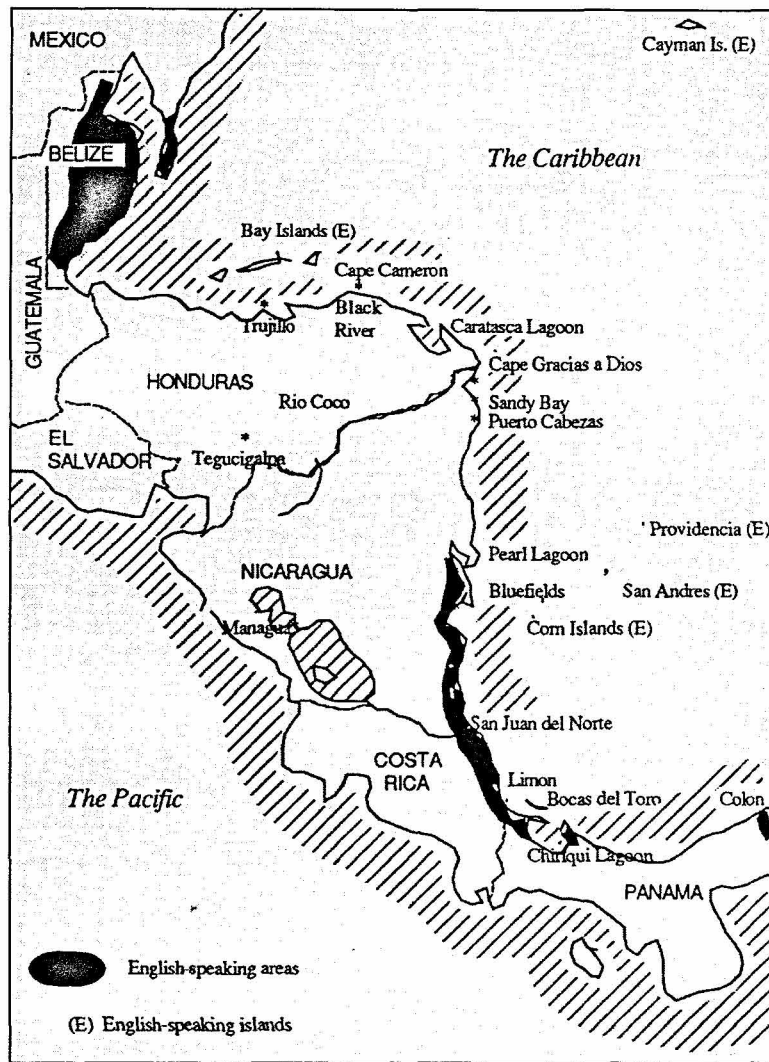 MEXICO
Cayman Is. (E)
BELIZE
The Caribbean
GUATEMALA
Bay Islands (E)
Cape Cameron
Trujillo
Black
River
Caratasca Lagoon
HONDURAS
Cape Gracias a Dios
Rio Coco
Sandy Bay
Puerto Cabezas
EL
SALVADOR
Tegucigalpa
Providencia (E)
Pearl Lagoon
NICARAGUA
Bluefields
San Andres (E)
Managua
Corn Islands (E)
San Juan del Norte
COSTA
RICA
The Pacific
Limon
Bocas del Toro
Colon
Chiriqui Lagoon
PANAMA
English-speaking areas
(E) English-speaking islands